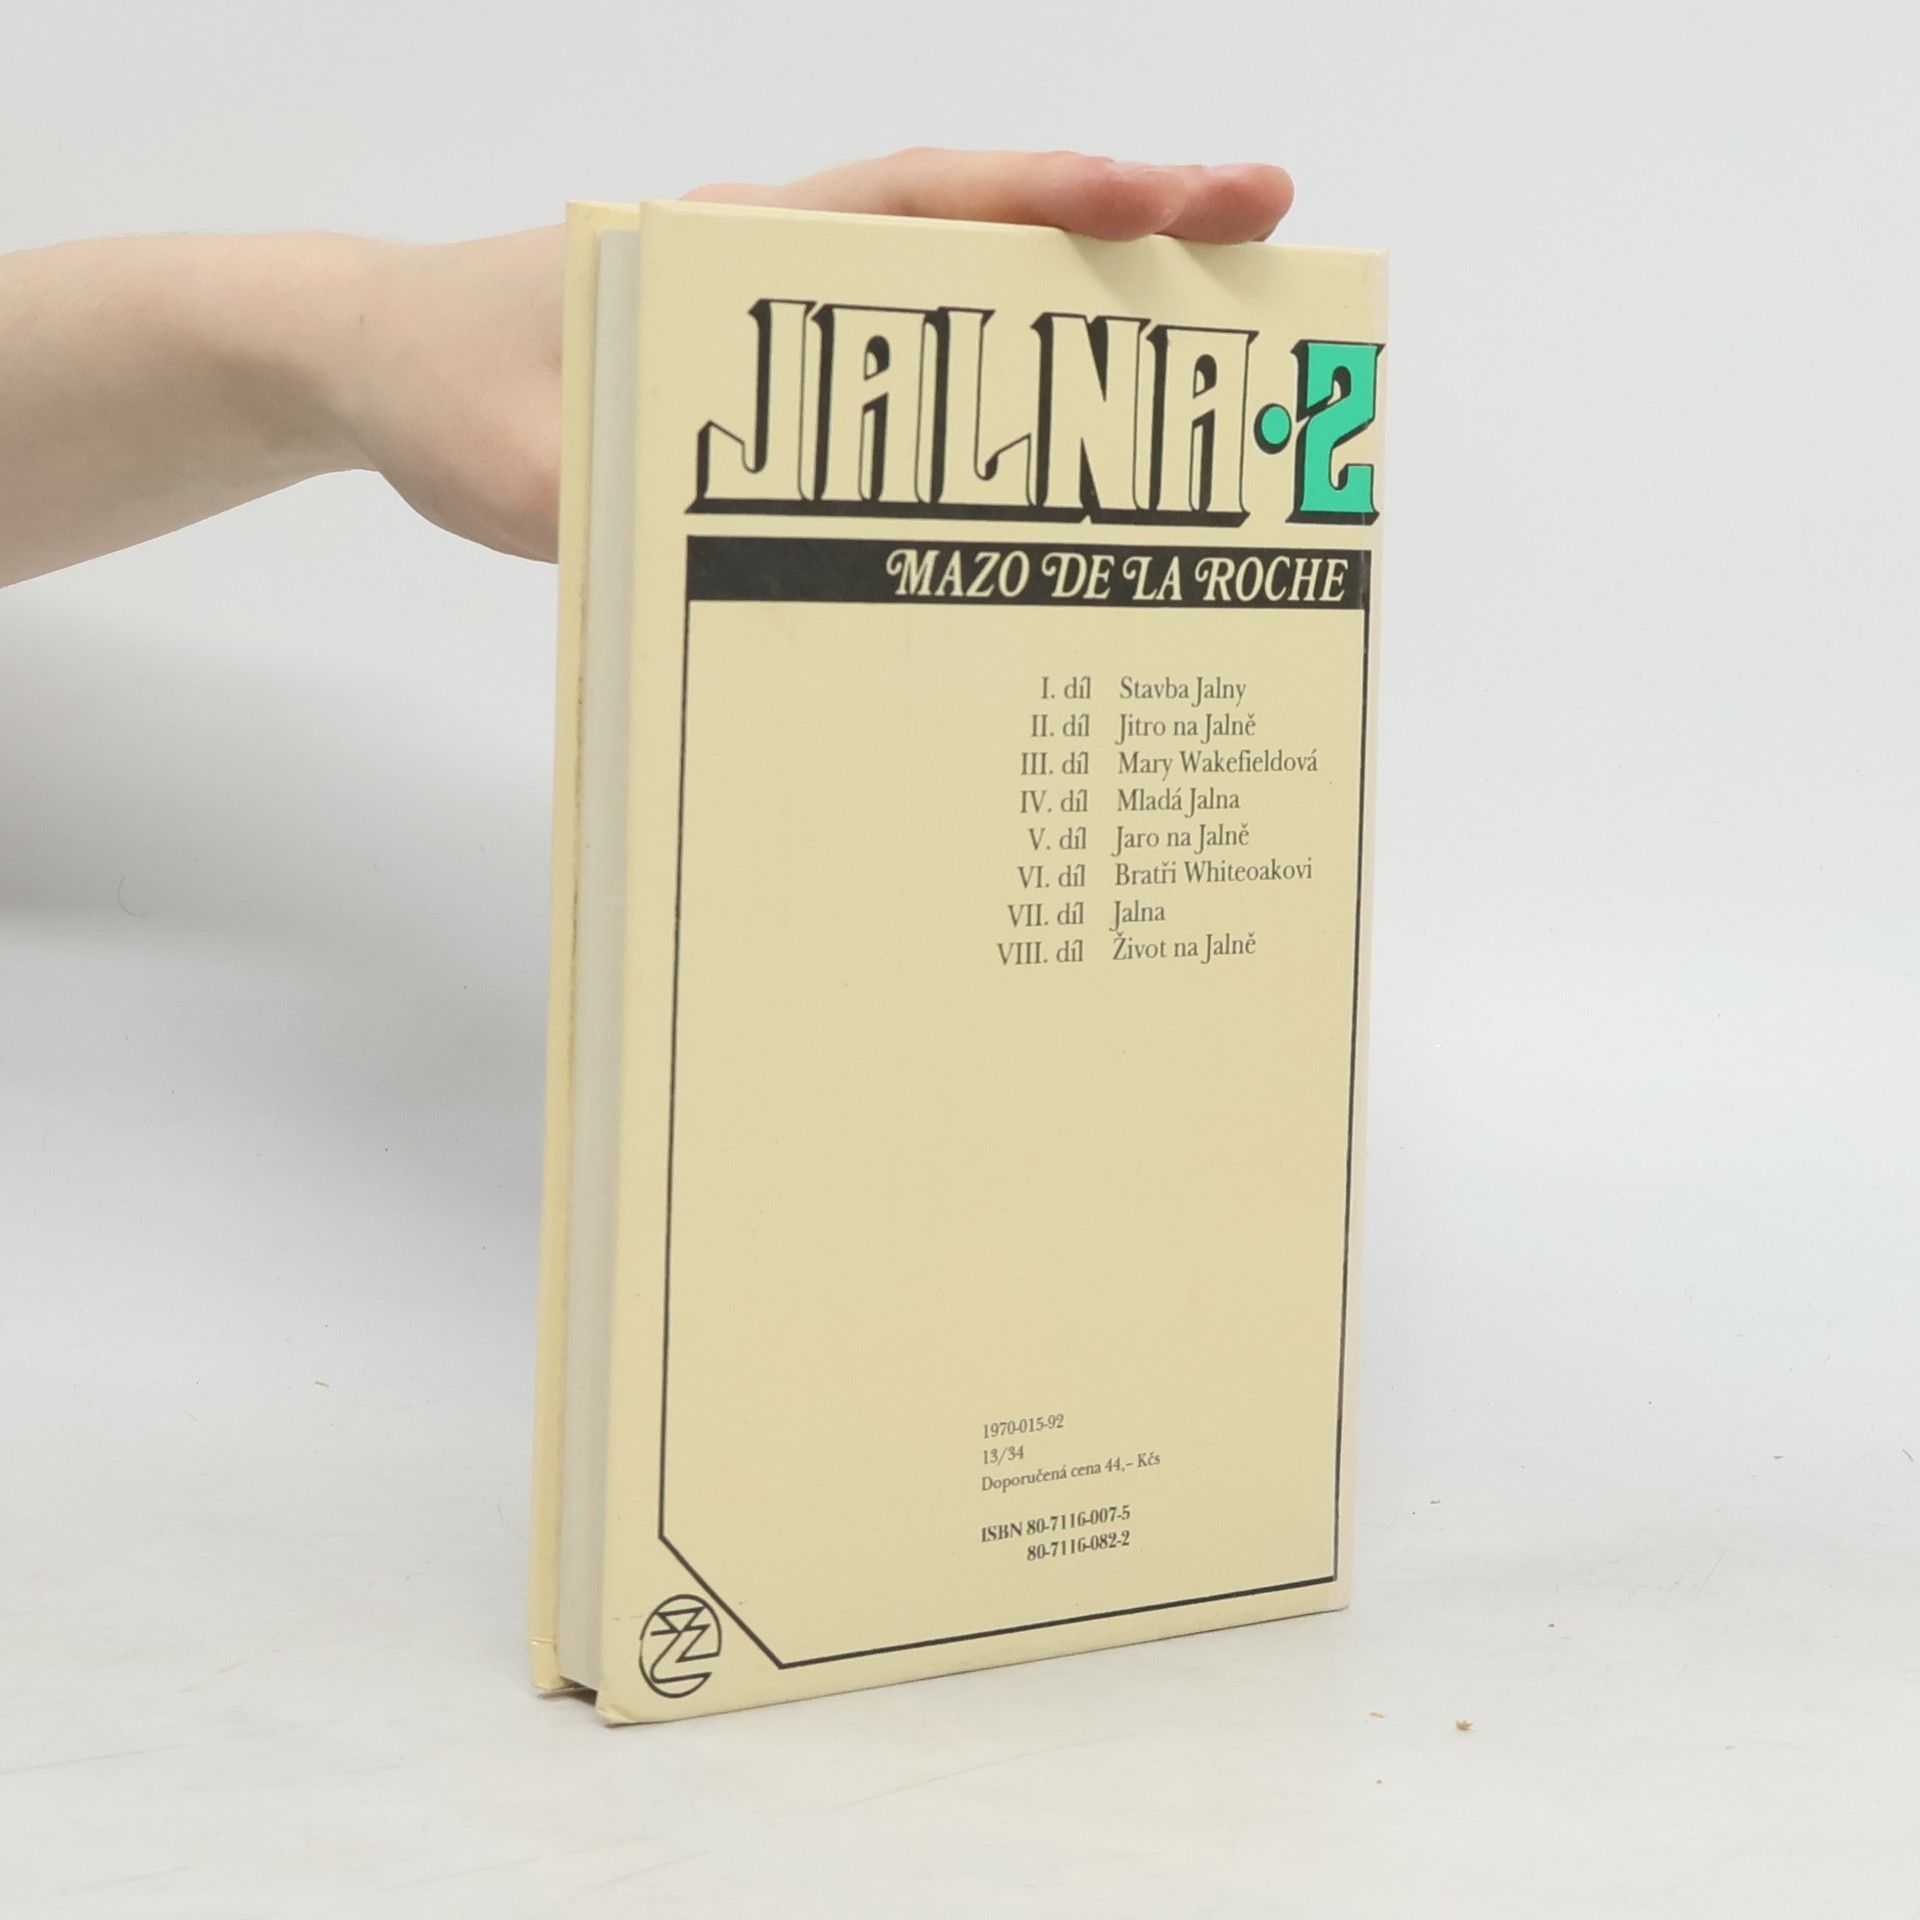 JALNA·2
MAZO DE LA ROCHE
I. díl Stavba Jalny
II. díl Jitro na Jalně
III. díl Mary Wakefieldová
IV. díl Mladá Jalna
V. díl Jaro na Jalně
VI. díl Bratři Whiteoakovi
VII. díl Jalna
VIII. díl Život na Jalně
1970-015-92
13/34
Doporučená cena 44,– Kčs
ISBN 80-7116-007-5
80-7116-082-2